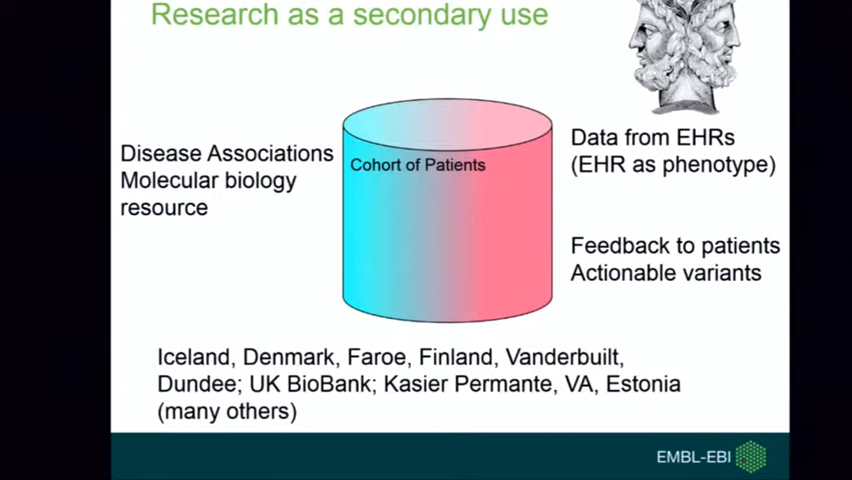 Research as a secondary use
Disease Associations
Molecular biology
resource
Cohort of Patients
Data from EHRs
(EHR as phenotype)
Feedback to patients
Actionable variants
Iceland, Denmark, Faroe, Finland, Vanderbuilt,
Dundee; UK BioBank; Kasier Permante, VA, Estonia
(many others)
EMBL-EBI